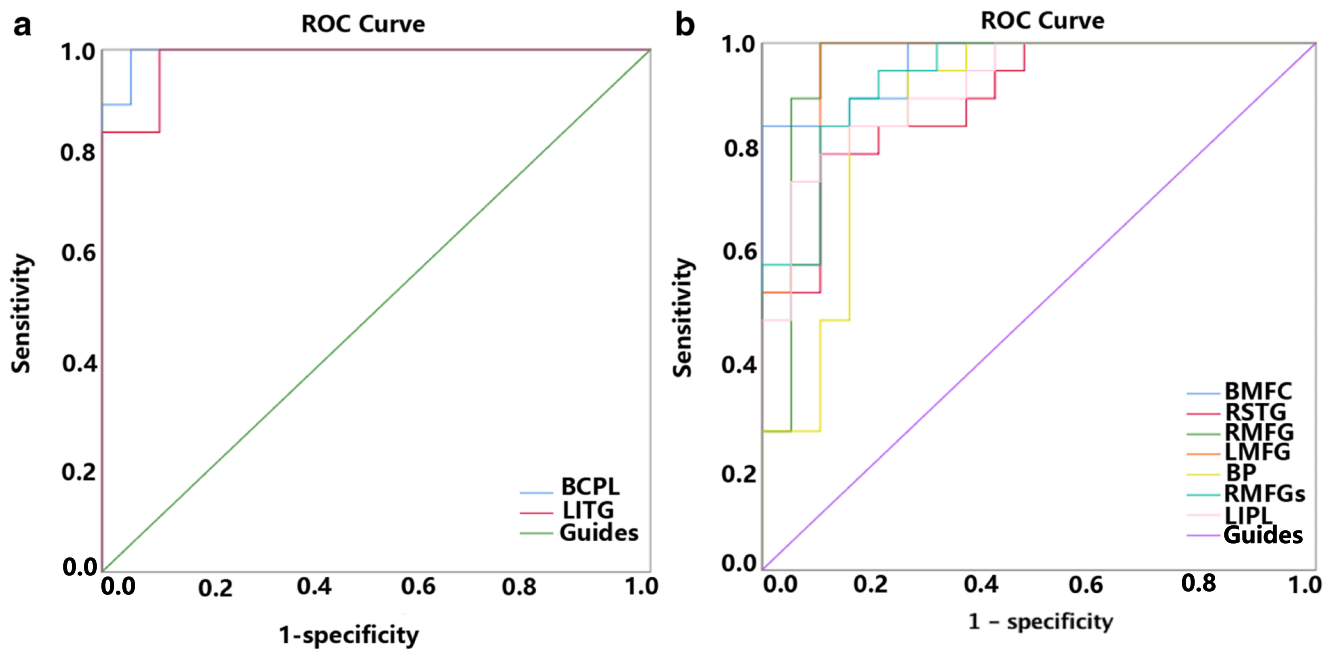 a
ROC Curve
1.0
0.8
0.6
0.4
0.2
0.0
Sensitivity
BCPL
LITG
Guides
0.0 0.2 0.4 0.6 0.8 1.0
1-specificity
b
ROC Curve
1.0
0.8
0.6
0.4
0.2
0.0
Sensitivity
BMFC
RSTG
RMFG
LMFG
BP
RMFGs
LIPL
Guides
0.0 0.2 0.4 0.6 0.8 1.0
1 – specificity